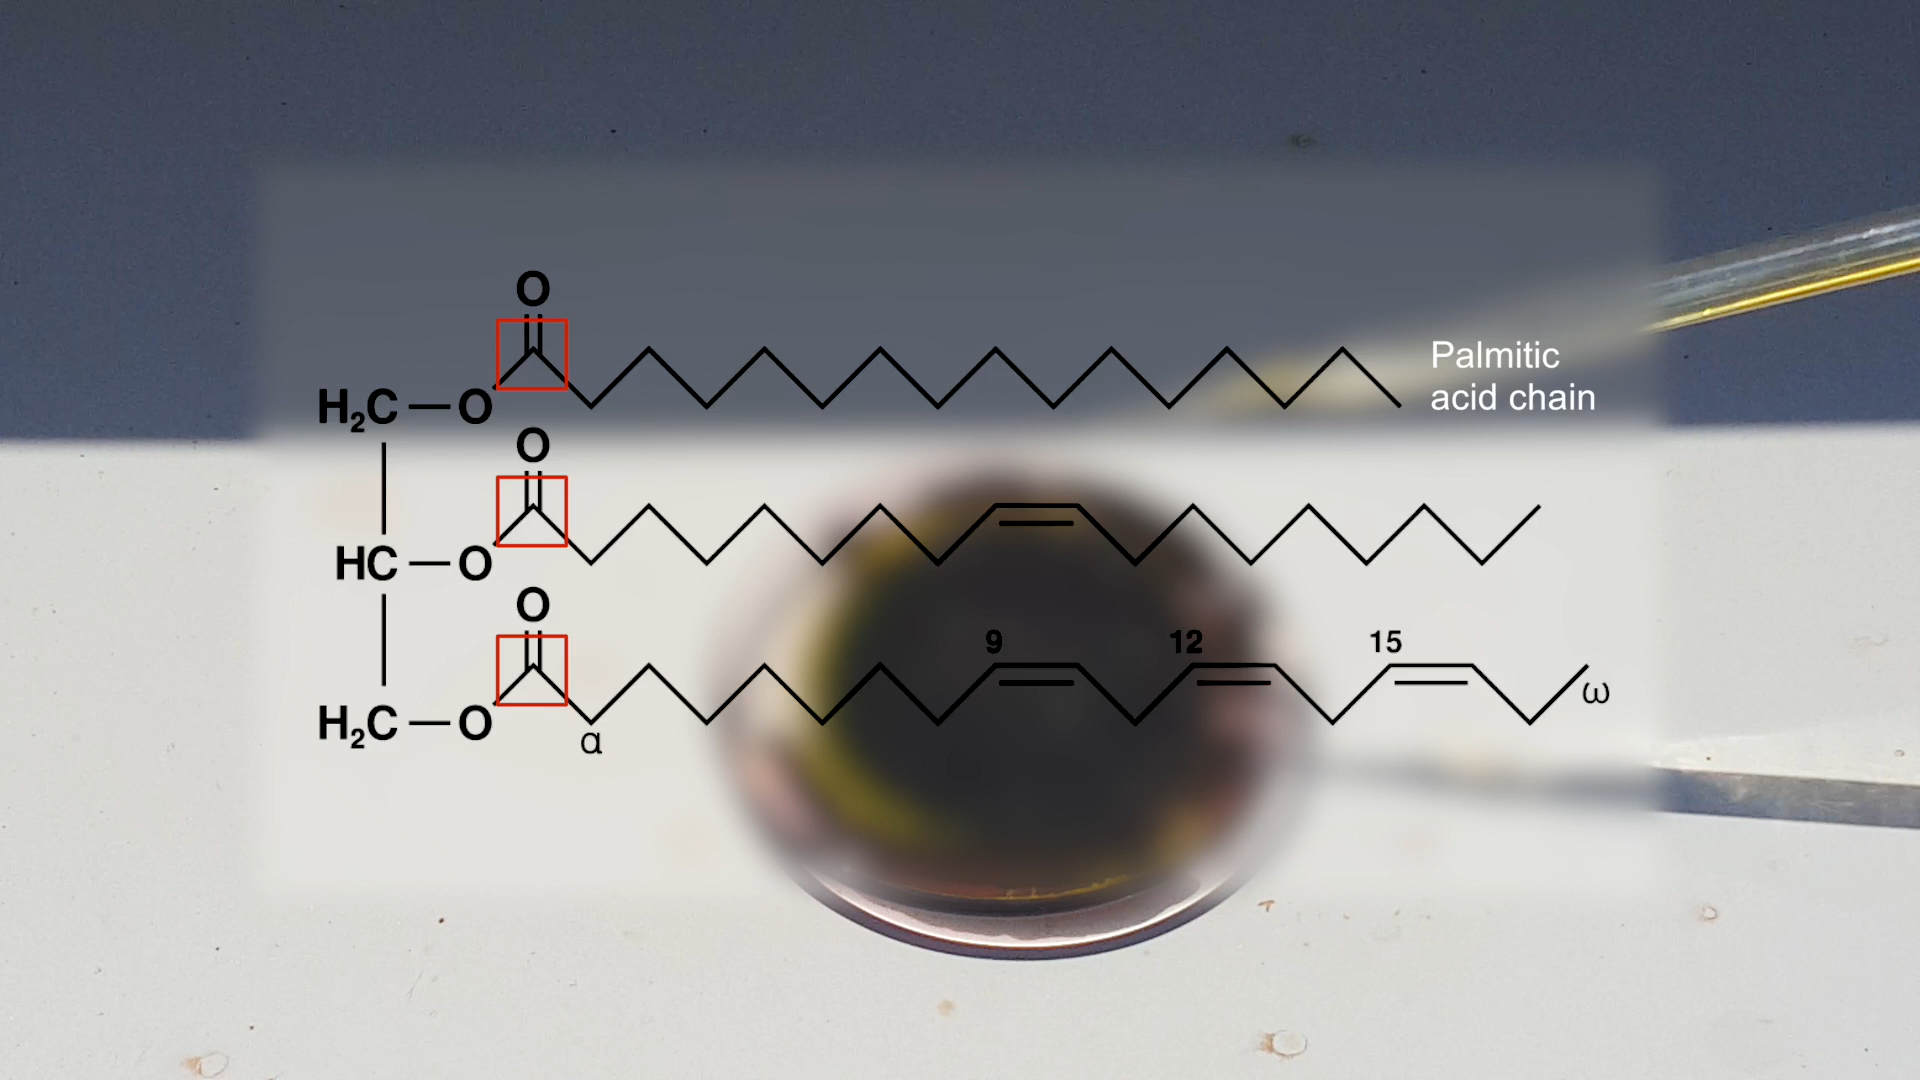 O
Palmitic
acid chain
H₂C—O
O
HC—O
O
9 12 15
ω
H₂C—O
α